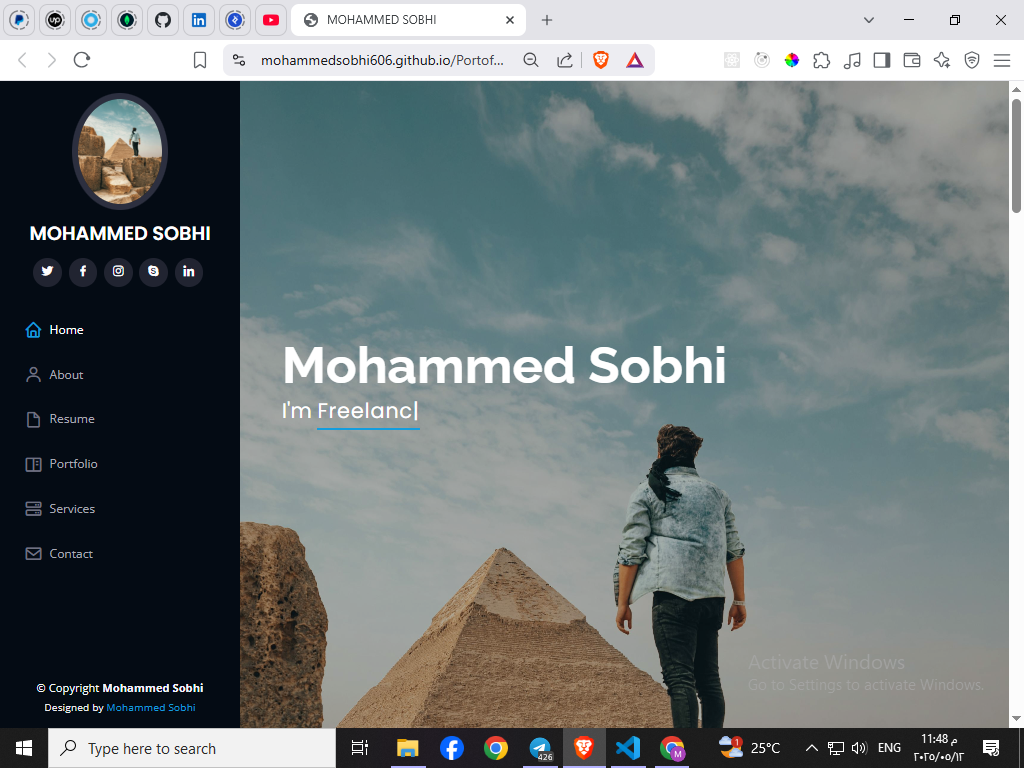 MOHAMMED SOBHI
mohammedsobhi606.github.io/Portof...
MOHAMMED SOBHI
Home
About
Resume
Portfolio
Services
Contact
© Copyright Mohammed Sobhi
Designed by Mohammed Sobhi
Mohammed Sobhi
I'm Freelanc|
Activate Windows
Go to Settings to activate Windows.
Type here to search
426
M
1
25°C
ENG
11:48 م
٢٠٢٥/٠٥/١٢